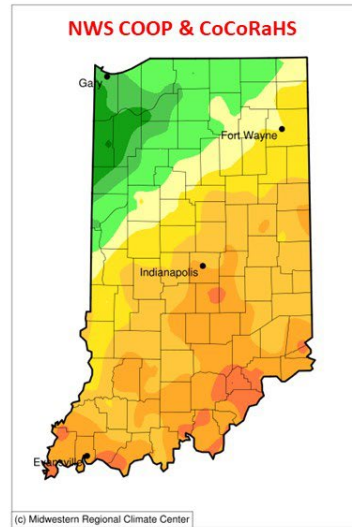 NWS COOP & CoCoRaHS
Gary
Fort Wayne
Indianapolis
Evansville
(c) Midwestern Regional Climate Center